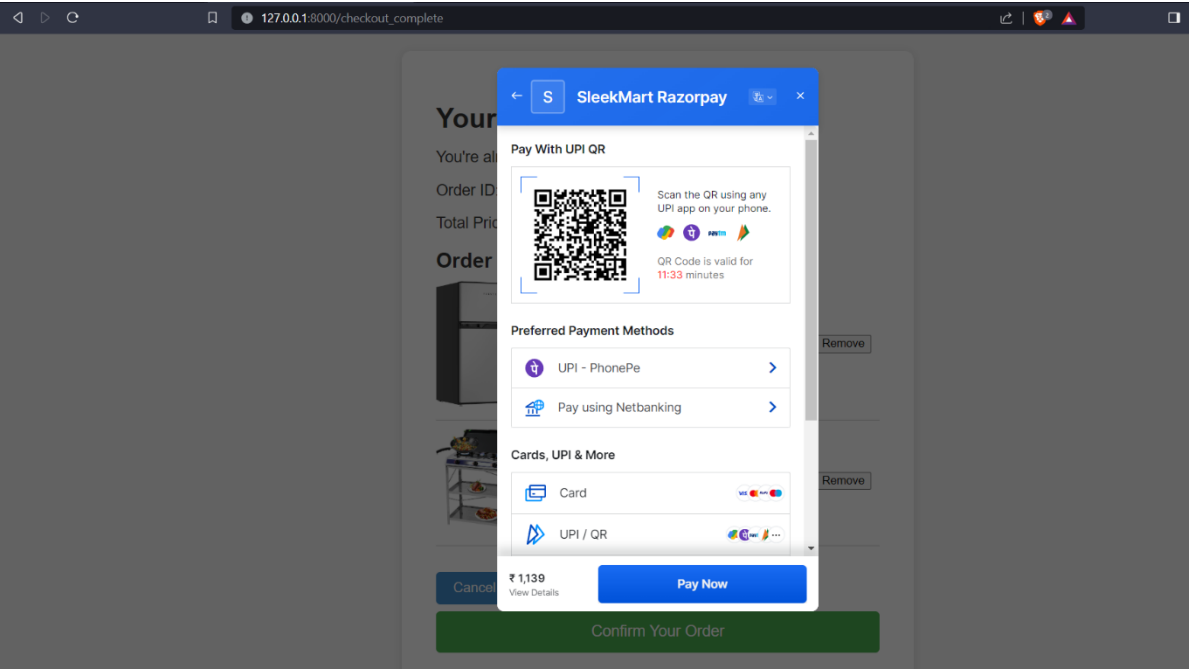 127.0.0.1:8000/checkout_complete
2
S
SleekMart Razorpay
Your
You're al
Order ID:
Total Pric
Order
Pay With UPI QR
Scan the QR using any
UPI app on your phone.
QR Code is valid for
11:33 minutes
Preferred Payment Methods
UPI - PhonePe
Remove
Pay using Netbanking
Cards, UPI & More
Card
VISA
Remove
UPI / QR
₹ 1,139
View Details
Pay Now
Cancel
Confirm Your Order